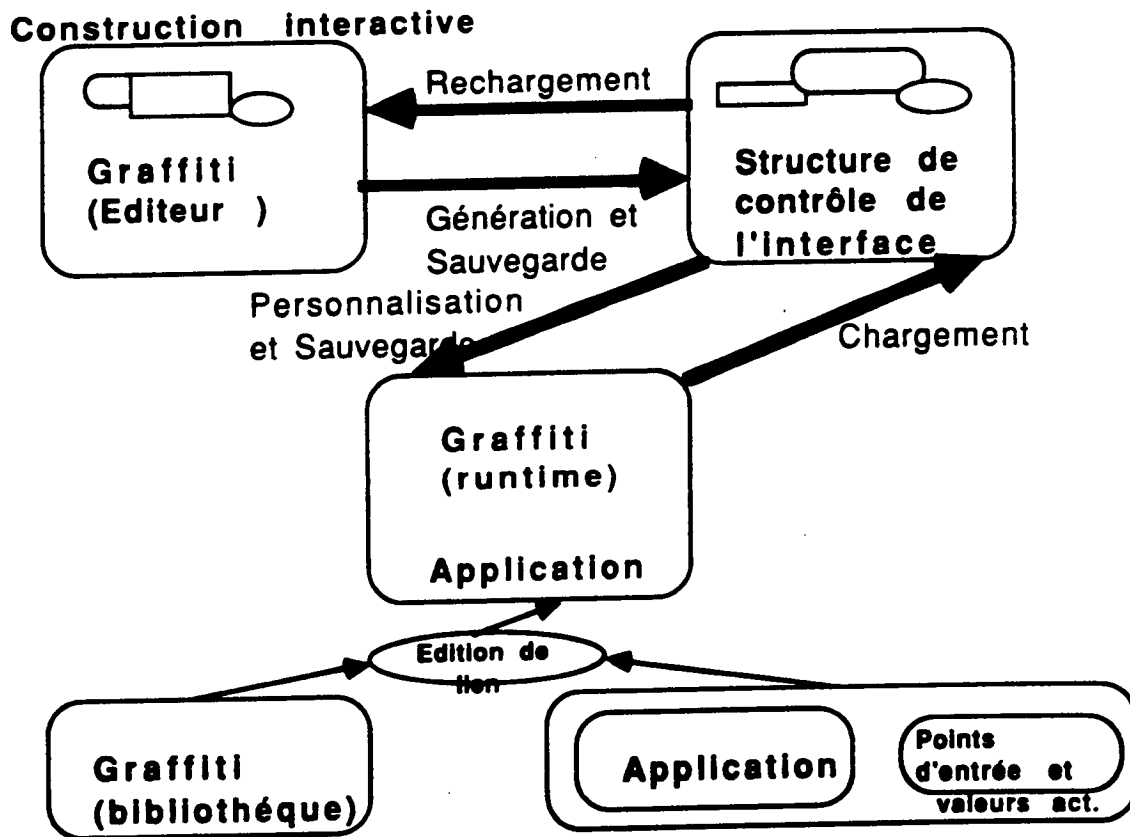 Construction interactive
Rechargement
Graffiti
(Editeur )
Structure de
contrôle de
l'interface
Génération et
Sauvegarde
Personnalisation
et Sauvegarde
Chargement
Graffiti
(runtime)
Application
Edition de
lien
Graffiti
(bibliothéque)
Application
Points
d'entrée et
valeurs act.